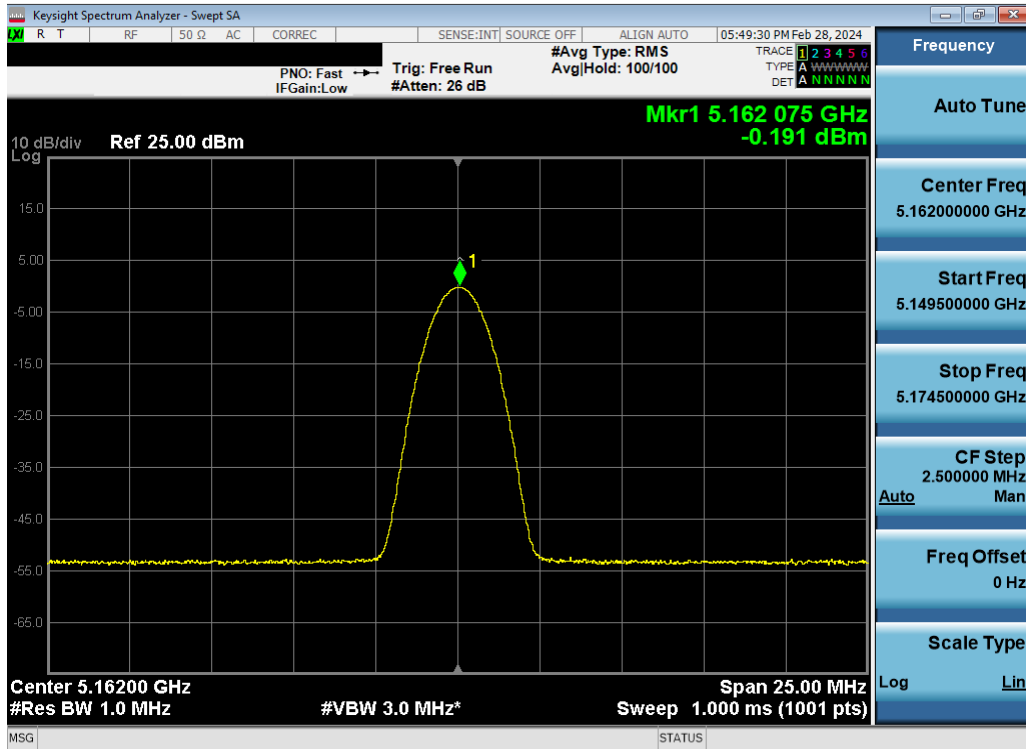 Keysight Spectrum Analyzer - Swept SA
LXI R T RF 50 Ω AC CORREC SENSE:INT SOURCE OFF ALIGN AUTO 05:49:30 PM Feb 28, 2024
PNO: Fast
IFGain:Low
Trig: Free Run
#Atten: 26 dB
#Avg Type: RMS
Avg|Hold: 100/100
TRACE 1 2 3 4 5 6
TYPE A WWWWW
DET A N N N N N
Mkr1 5.162 075 GHz
-0.191 dBm
10 dB/div Ref 25.00 dBm
Log
15.0
5.00
-5.00
-15.0
-25.0
-35.0
-45.0
-55.0
-65.0
1
Center 5.16200 GHz Span 25.00 MHz
#Res BW 1.0 MHz #VBW 3.0 MHz* Sweep 1.000 ms (1001 pts)
MSG STATUS
Frequency
Auto Tune
Center Freq
5.162000000 GHz
Start Freq
5.149500000 GHz
Stop Freq
5.174500000 GHz
CF Step
2.500000 MHz
Auto Man
Freq Offset
0 Hz
Scale Type
Log Lin